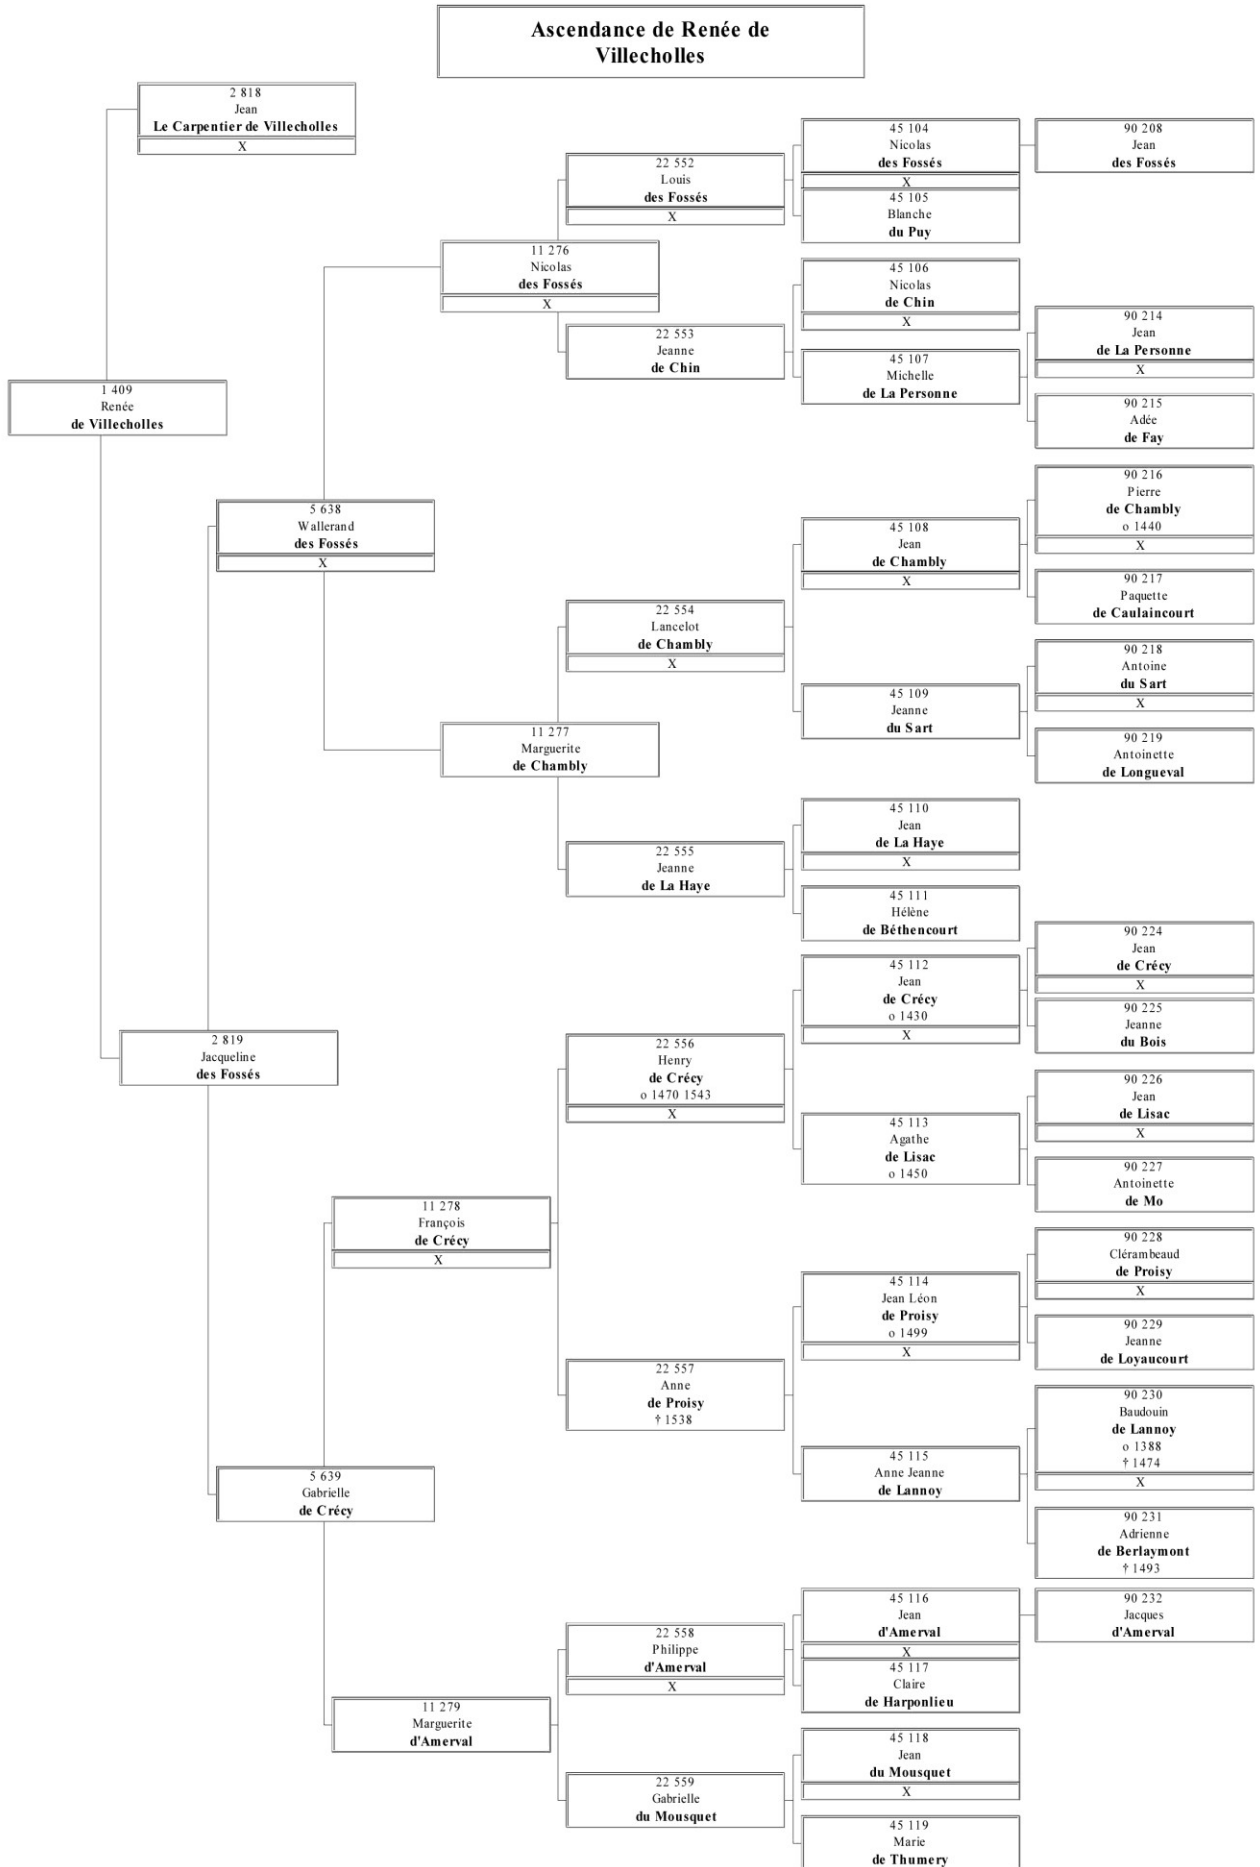 Ascendance de Renée de
Villecholles
2 818
Jean
Le Carpentier de Villecholles
X
1 409
Renée
de Villecholles
5 638
Wallerand
des Fossés
X
2 819
Jacqueline
des Fossés
5 639
Gabrielle
de Crécy
11 276
Nicolas
des Fossés
X
11 277
Marguerite
de Chambly
11 278
François
de Crécy
X
11 279
Marguerite
d'Amerval
22 552
Louis
des Fossés
X
22 553
Jeanne
de Chin
22 554
Lancelot
de Chambly
X
22 555
Jeanne
de La Haye
22 556
Henry
de Crécy
o 1470 1543
X
22 557
Anne
de Proisy
† 1538
22 558
Philippe
d'Amerval
X
22 559
Gabrielle
du Mousquet
45 104
Nicolas
des Fossés
X
45 105
Blanche
du Puy
45 106
Nicolas
de Chin
X
45 107
Michelle
de La Personne
45 108
Jean
de Chambly
X
45 109
Jeanne
du Sart
45 110
Jean
de La Haye
X
45 111
Hélène
de Béthencourt
45 112
Jean
de Crécy
o 1430
X
45 113
Agathe
de Lisac
o 1450
45 114
Jean Léon
de Proisy
o 1499
X
45 115
Anne Jeanne
de Lannoy
45 116
Jean
d'Amerval
X
45 117
Claire
de Harponlieu
45 118
Jean
du Mousquet
X
45 119
Marie
de Thumery
90 208
Jean
des Fossés
90 214
Jean
de La Personne
X
90 215
Adée
de Fay
90 216
Pierre
de Chambly
o 1440
X
90 217
Paquette
de Caulaincourt
90 218
Antoine
du Sart
X
90 219
Antoinette
de Longueval
90 224
Jean
de Crécy
X
90 225
Jeanne
du Bois
90 226
Jean
de Lisac
X
90 227
Antoinette
de Mo
90 228
Clérambeaud
de Proisy
X
90 229
Jeanne
de Loyaucourt
90 230
Baudouin
de Lannoy
o 1388
† 1474
X
90 231
Adrienne
de Berlaymont
† 1493
90 232
Jacques
d'Amerval